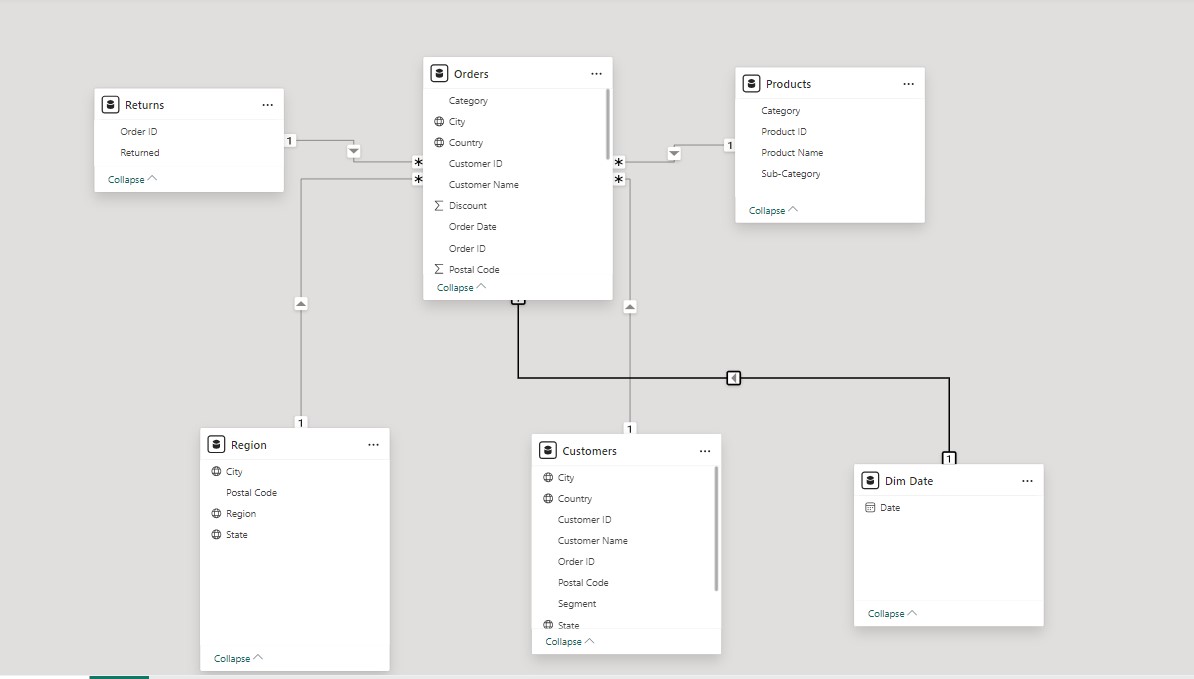 Orders
Category
City
Country
Customer ID
Customer Name
Discount
Order Date
Order ID
Postal Code
Collapse
Products
Category
Product ID
Product Name
Sub-Category
Collapse
Returns
Order ID
Returned
Collapse
1
*
*
*
*
1
1
1
1
Region
City
Postal Code
Region
State
Collapse
Customers
City
Country
Customer ID
Customer Name
Order ID
Postal Code
Segment
State
Collapse
Dim Date
Date
Collapse